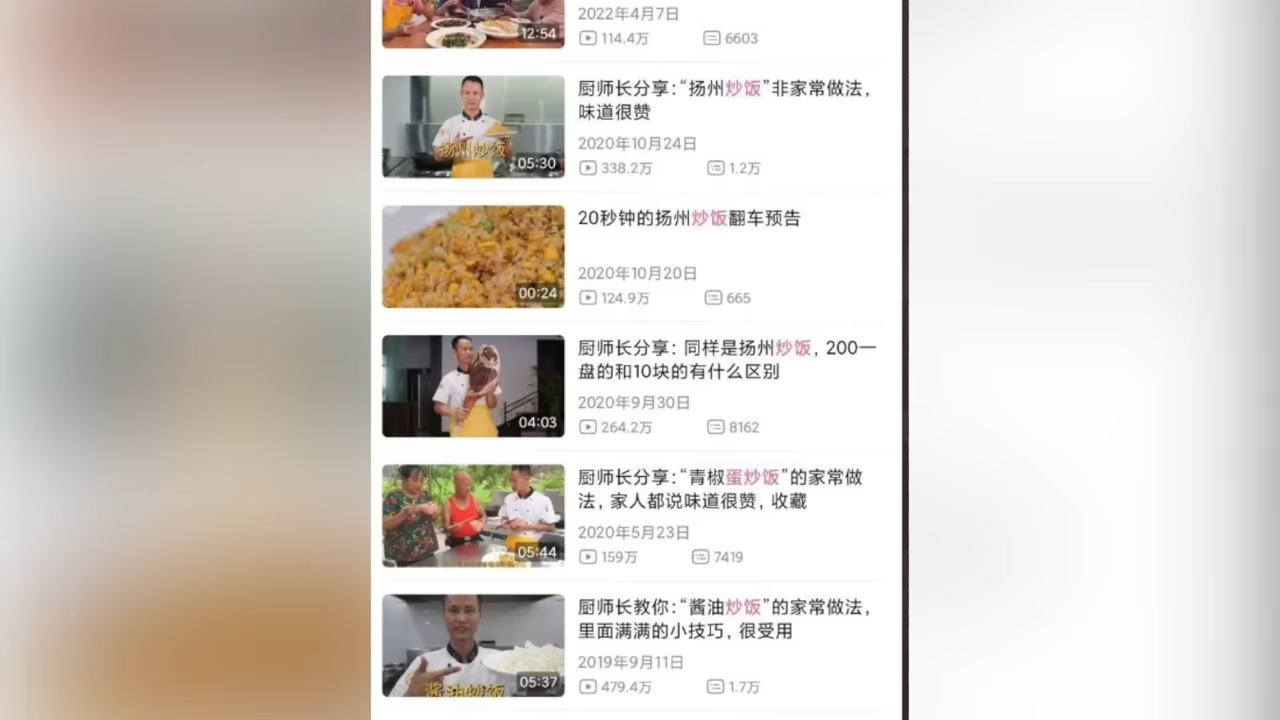 2022年4月7日
12:54
114.4万 6603
厨师长分享：“扬州炒饭”非家常做法，
味道很赞
扬州炒饭
05:30
2020年10月24日
338.2万 1.2万
20秒钟的扬州炒饭翻车预告
00:24
2020年10月20日
124.9万 665
厨师长分享：同样是扬州炒饭，200一
盘的和10块的有什么区别
04:03
2020年9月30日
264.2万 8162
厨师长分享：“青椒蛋炒饭”的家常做
法，家人都说味道很赞，收藏
05:44
2020年5月23日
159万 7419
厨师长教你：“酱油炒饭”的家常做法，
里面满满的小技巧，很受用
酱油炒饭
05:37
2019年9月11日
479.4万 1.7万